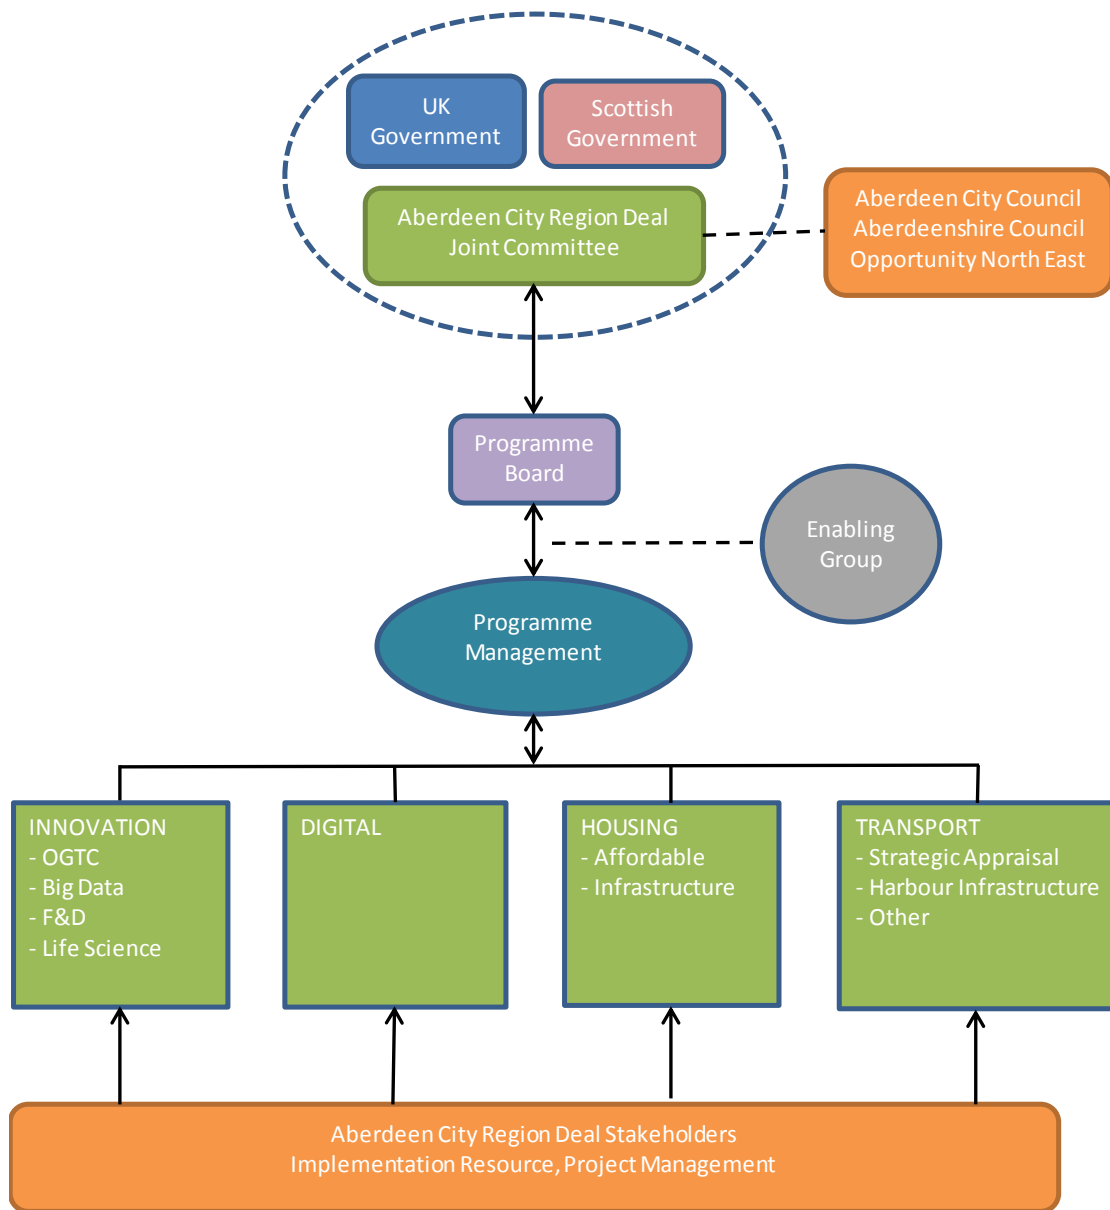 UK
Government
Scottish
Government
Aberdeen City Region Deal
Joint Committee
Aberdeen City Council
Aberdeenshire Council
Opportunity North East
Programme
Board
Enabling
Group
Programme
Management
INNOVATION
- OGTC
- Big Data
- F&D
- Life Science
DIGITAL
HOUSING
- Affordable
- Infrastructure
TRANSPORT
- Strategic Appraisal
- Harbour Infrastructure
- Other
Aberdeen City Region Deal Stakeholders
Implementation Resource, Project Management